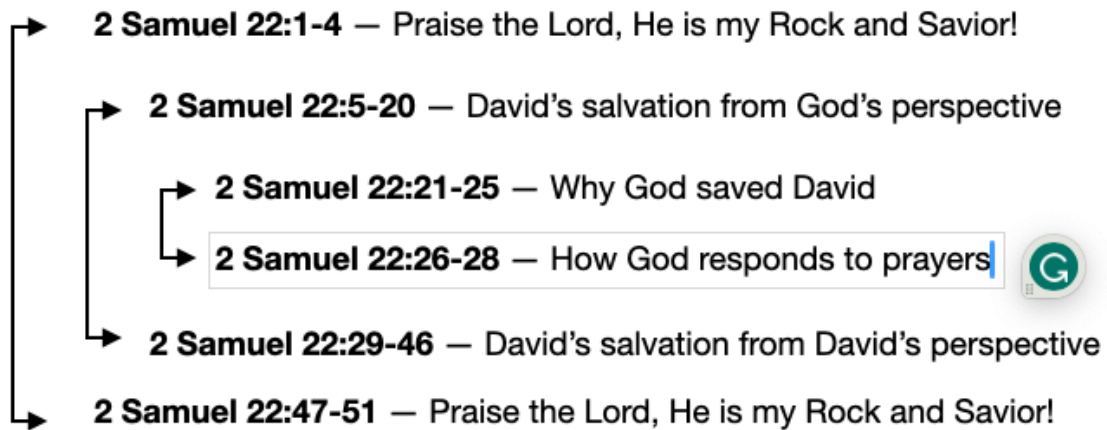 2 Samuel 22:1-4 — Praise the Lord, He is my Rock and Savior!
2 Samuel 22:5-20 — David’s salvation from God’s perspective
2 Samuel 22:21-25 — Why God saved David
2 Samuel 22:26-28 — How God responds to prayers
2 Samuel 22:29-46 — David’s salvation from David’s perspective
2 Samuel 22:47-51 — Praise the Lord, He is my Rock and Savior!